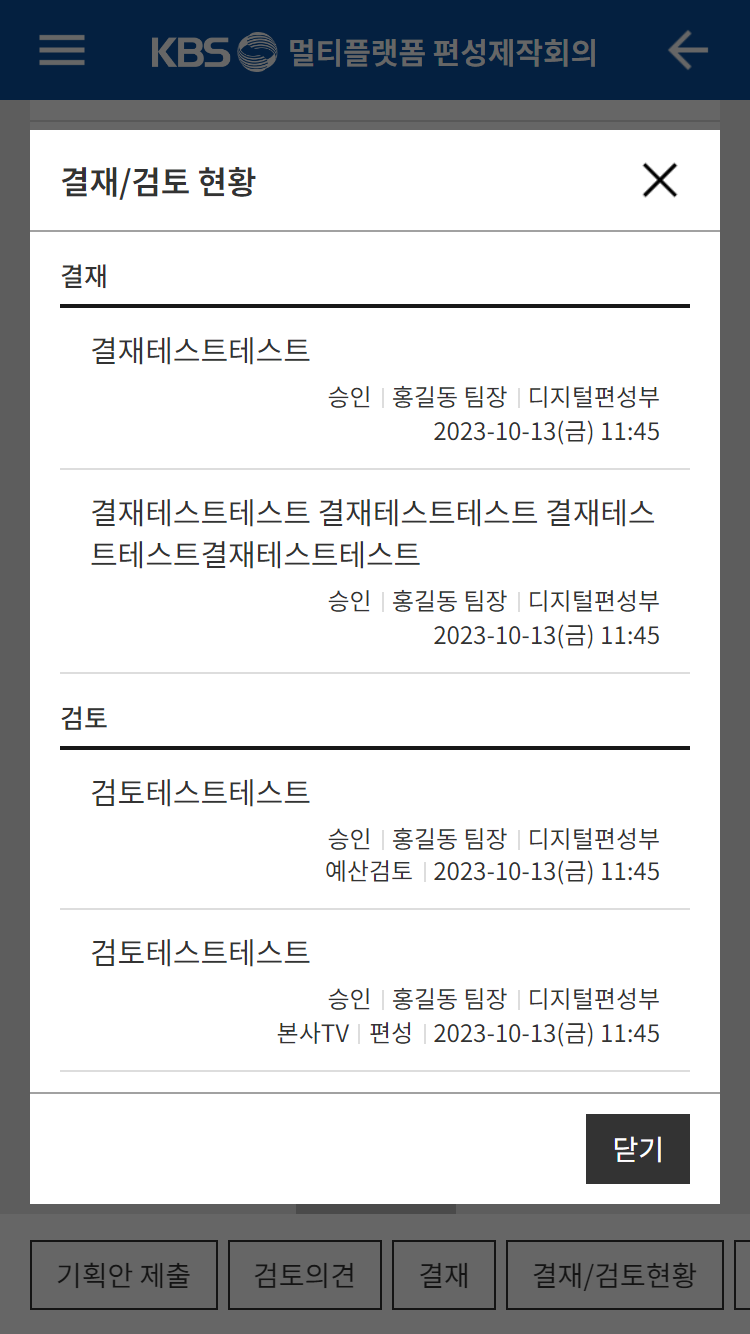 KBS 멀티플랫폼 편성제작회의
결재/검토 현황
결재
결재테스트테스트
승인 홍길동 팀장 디지털편성부
2023-10-13(금) 11:45
결재테스트테스트 결재테스트테스트 결재테스
트테스트결재테스트테스트
승인 홍길동 팀장 디지털편성부
2023-10-13(금) 11:45
검토
검토테스트테스트
승인 홍길동 팀장 디지털편성부
예산검토 2023-10-13(금) 11:45
검토테스트테스트
승인 홍길동 팀장 디지털편성부
본사TV 편성 2023-10-13(금) 11:45
닫기
기획안 제출 검토의견 결재 결재/검토현황